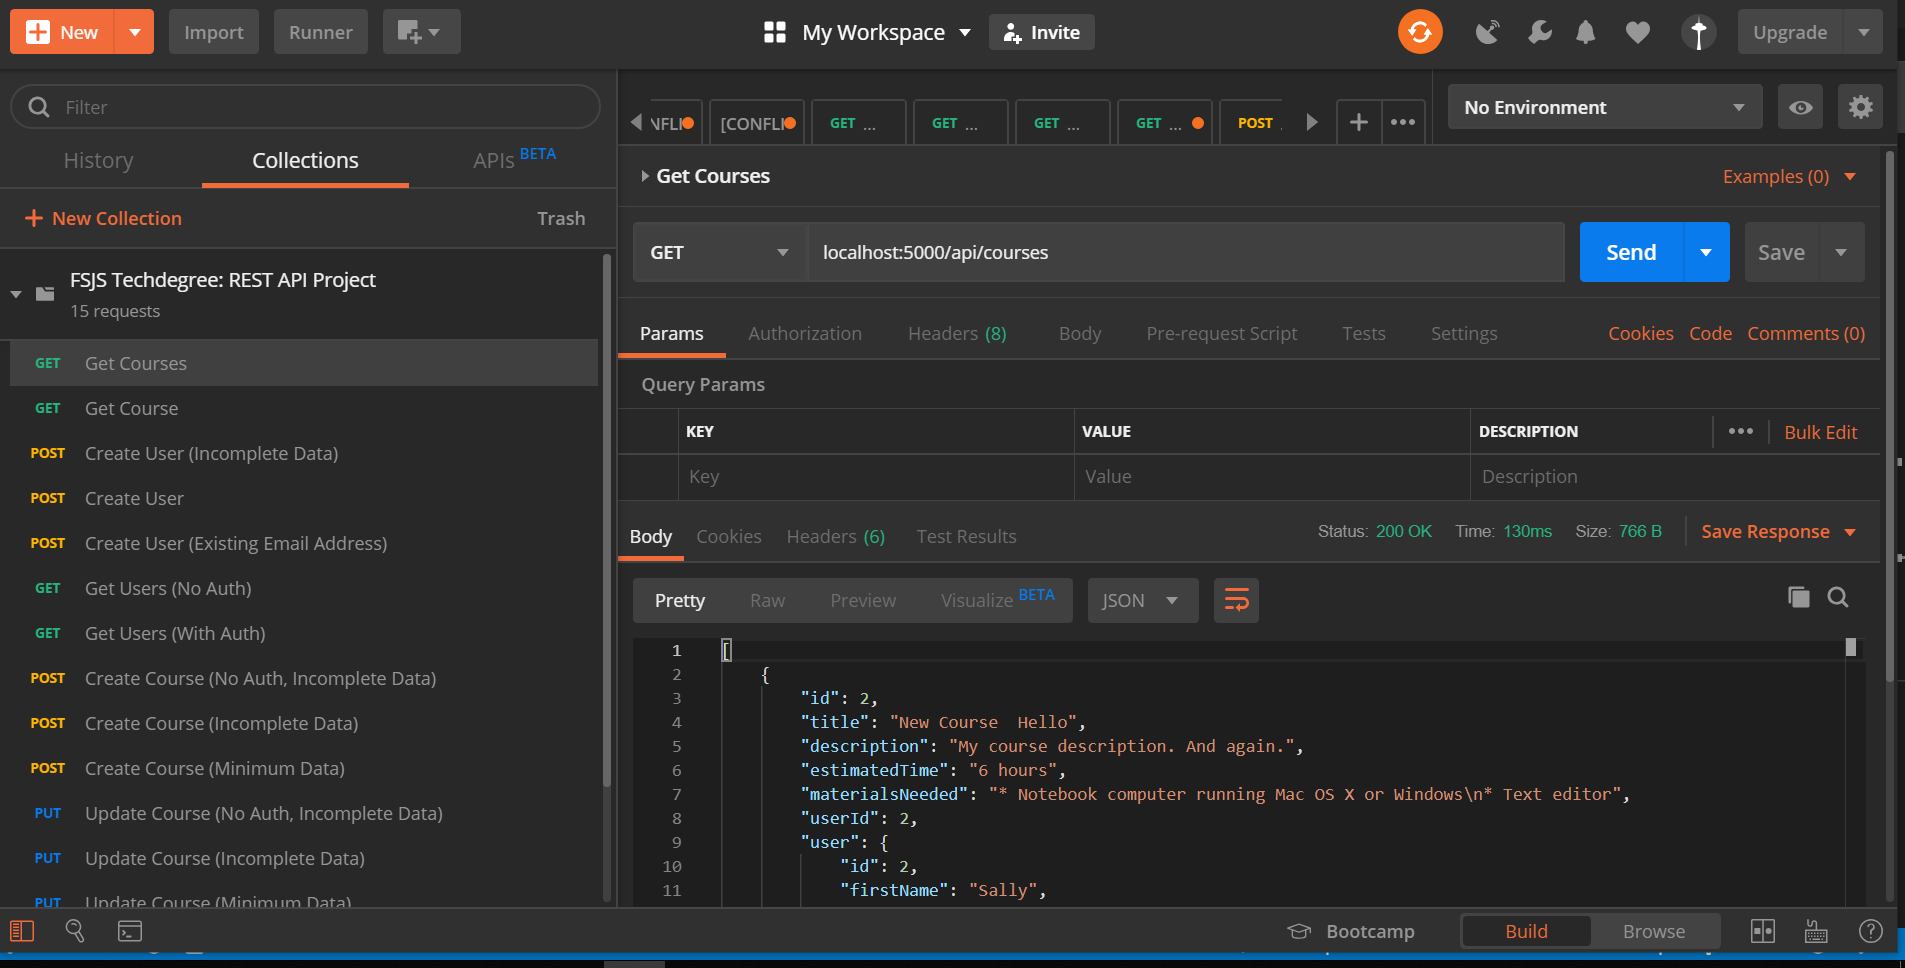 New
Import
Runner
My Workspace
Invite
Upgrade
Filter
History
Collections
APIs BETA
New Collection
Trash
FSJS Techdegree: REST API Project
15 requests
GET Get Courses
GET Get Course
POST Create User (Incomplete Data)
POST Create User
POST Create User (Existing Email Address)
GET Get Users (No Auth)
GET Get Users (With Auth)
POST Create Course (No Auth, Incomplete Data)
POST Create Course (Incomplete Data)
POST Create Course (Minimum Data)
PUT Update Course (No Auth, Incomplete Data)
PUT Update Course (Incomplete Data)
PUT Update Course (Minimum Data)
NFLI
[CONFLI
GET ...
GET ...
GET ...
GET ...
POST
No Environment
Get Courses
Examples (0)
GET
localhost:5000/api/courses
Send
Save
Params
Authorization
Headers (8)
Body
Pre-request Script
Tests
Settings
Cookies
Code
Comments (0)
Query Params
KEY
VALUE
DESCRIPTION
Bulk Edit
Key
Value
Description
Body
Cookies
Headers (6)
Test Results
Status: 200 OK
Time: 130ms
Size: 766 B
Save Response
Pretty
Raw
Preview
Visualize BETA
JSON
1 [
2 {
3 "id": 2,
4 "title": "New Course  Hello",
5 "description": "My course description. And again.",
6 "estimatedTime": "6 hours",
7 "materialsNeeded": "* Notebook computer running Mac OS X or Windows\n* Text editor",
8 "userId": 2,
9 "user": {
10 "id": 2,
11 "firstName": "Sally",
Bootcamp
Build
Browse